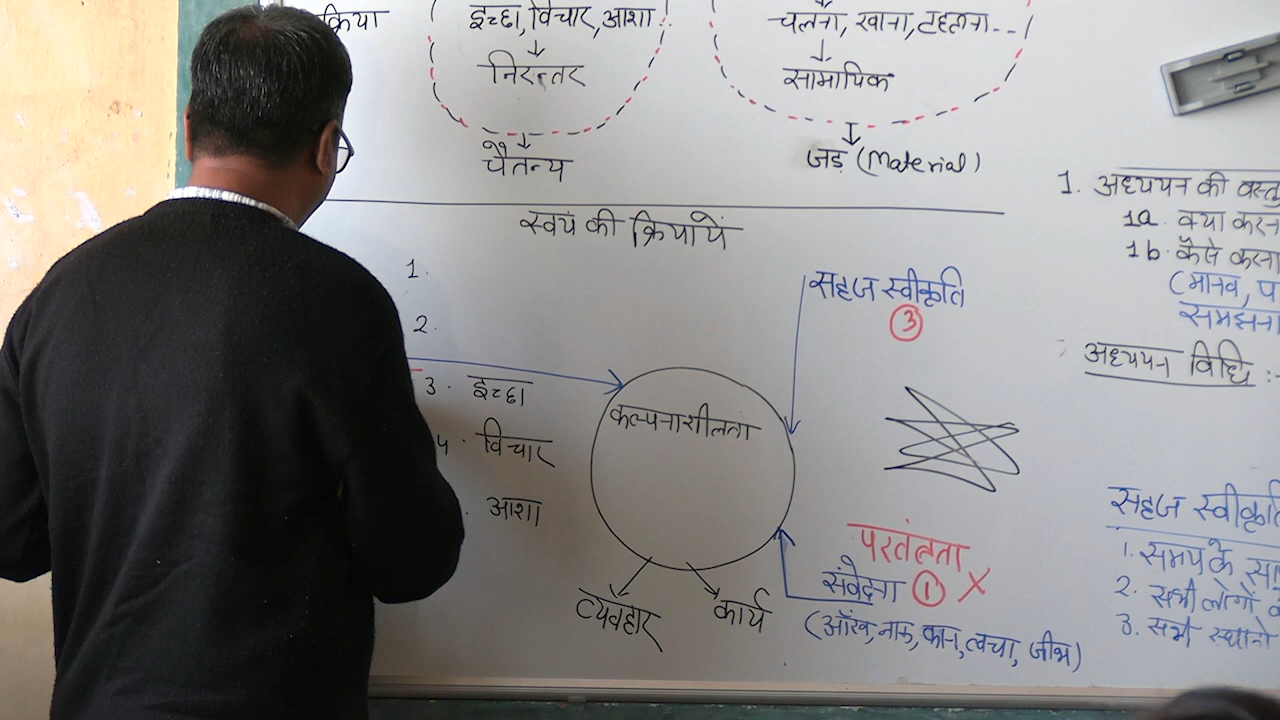 क्रिया
इच्छा, विचार, आशा
चलना, खाना, टहलना..
निरन्तर
सामायिक
चैतन्य
जड़ (Material)
स्वयं की क्रियायें
1.
2.
3. इच्छा
4. विचार
आशा
सहज स्वीकृति
3
कल्पनाशीलता
व्यवहार
कार्य
परतंत्रता
संवेदना 1 X
(आँख, नाक, कान, त्वचा, जीभ)
1. अध्ययन की वस्तु
1a. क्या करना
1b. कैसे करना
(मानव, प
समझना
अध्ययन विधि :-
सहज स्वीकृति
1. समय के सा
2. सभी लोगों
3. सभी स्थानों